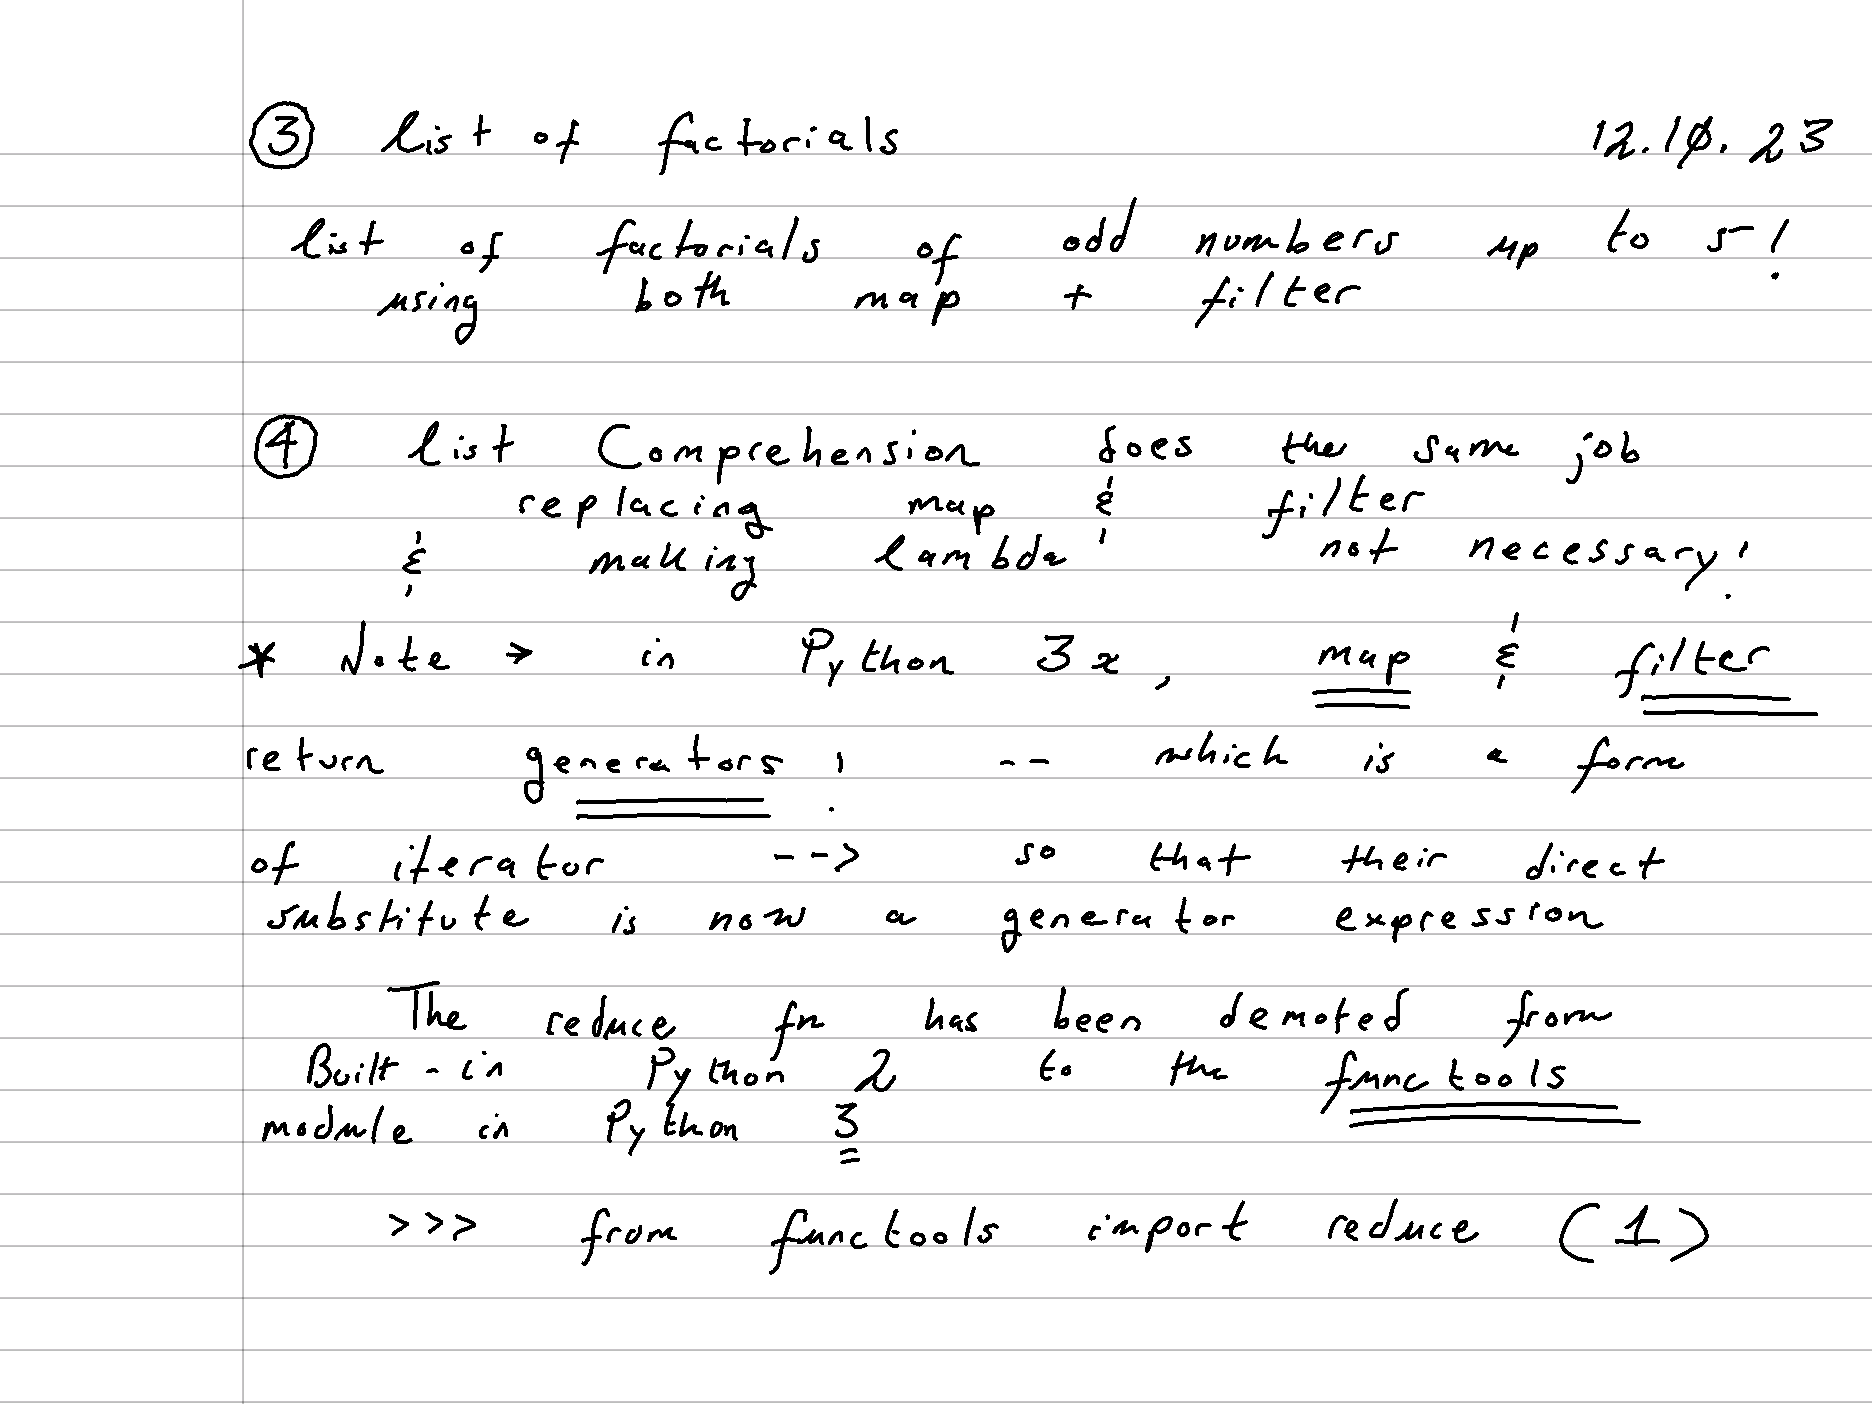 ③ list of factorials 12.10.23
list of factorials of odd numbers up to 5!
using both map + filter
④ list Comprehension does the same job
replacing map & filter
& making lambda not necessary!
* Note → in Python 3x, map & filter
return generators! -- which is a form
of iterator --> so that their direct
substitute is now a generator expression
The reduce fn has been demoted from
Built-in Python 2 to the functools
module in Python 3
>>> from functools import reduce (1)